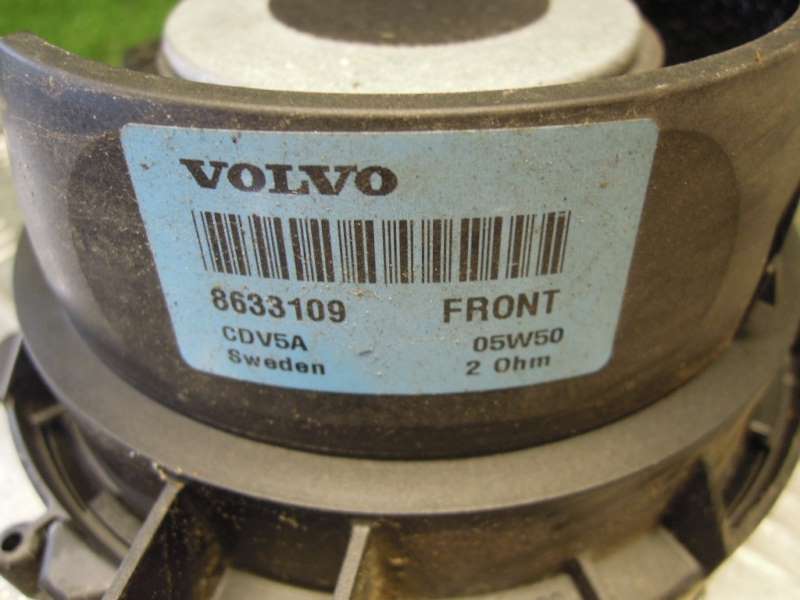 VOLVO
8633109 FRONT
CDV5A 05W50
Sweden 2 Ohm